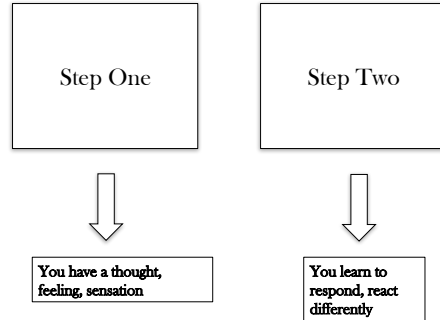 Step One
Step Two
You have a thought,
feeling, sensation
You learn to
respond, react
differently